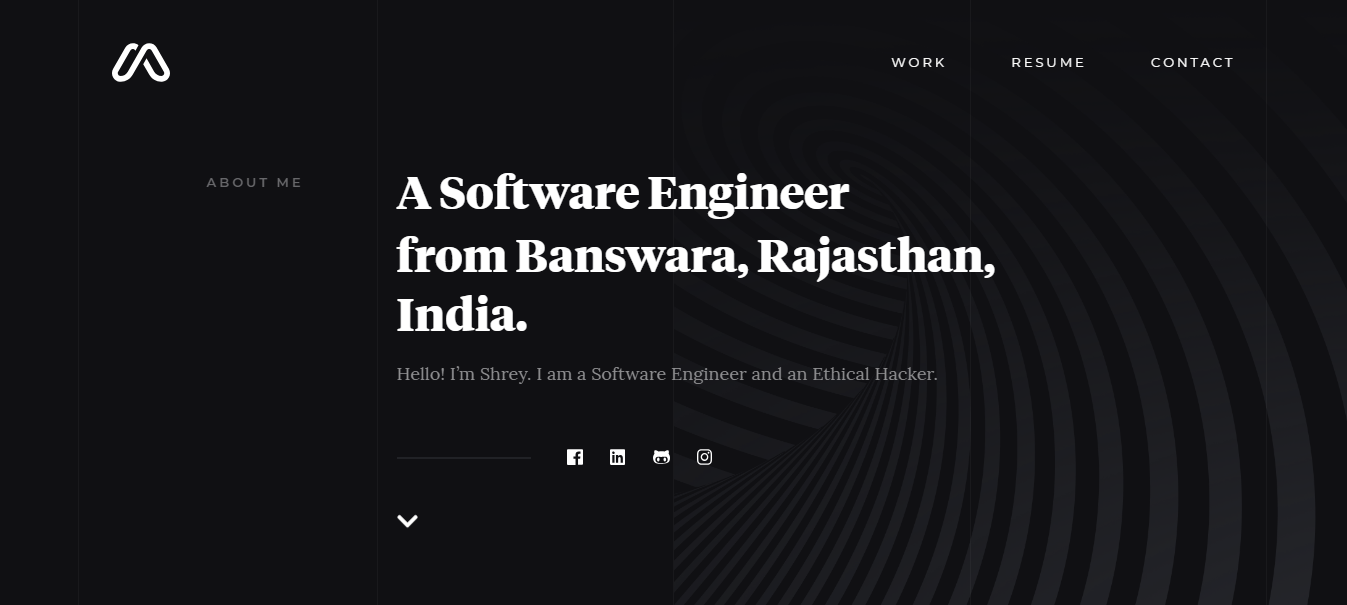 WORK RESUME CONTACT
ABOUT ME
A Software Engineer
from Banswara, Rajasthan,
India.
Hello! I'm Shrey. I am a Software Engineer and an Ethical Hacker.